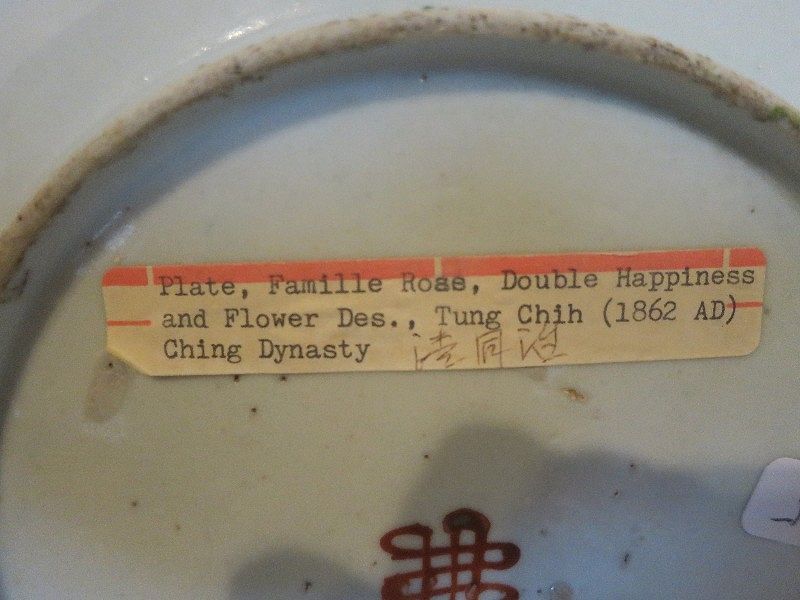 Plate, Famille Rose, Double Happiness
and Flower Des., Tung Chih (1862 AD)
Ching Dynasty 清同治